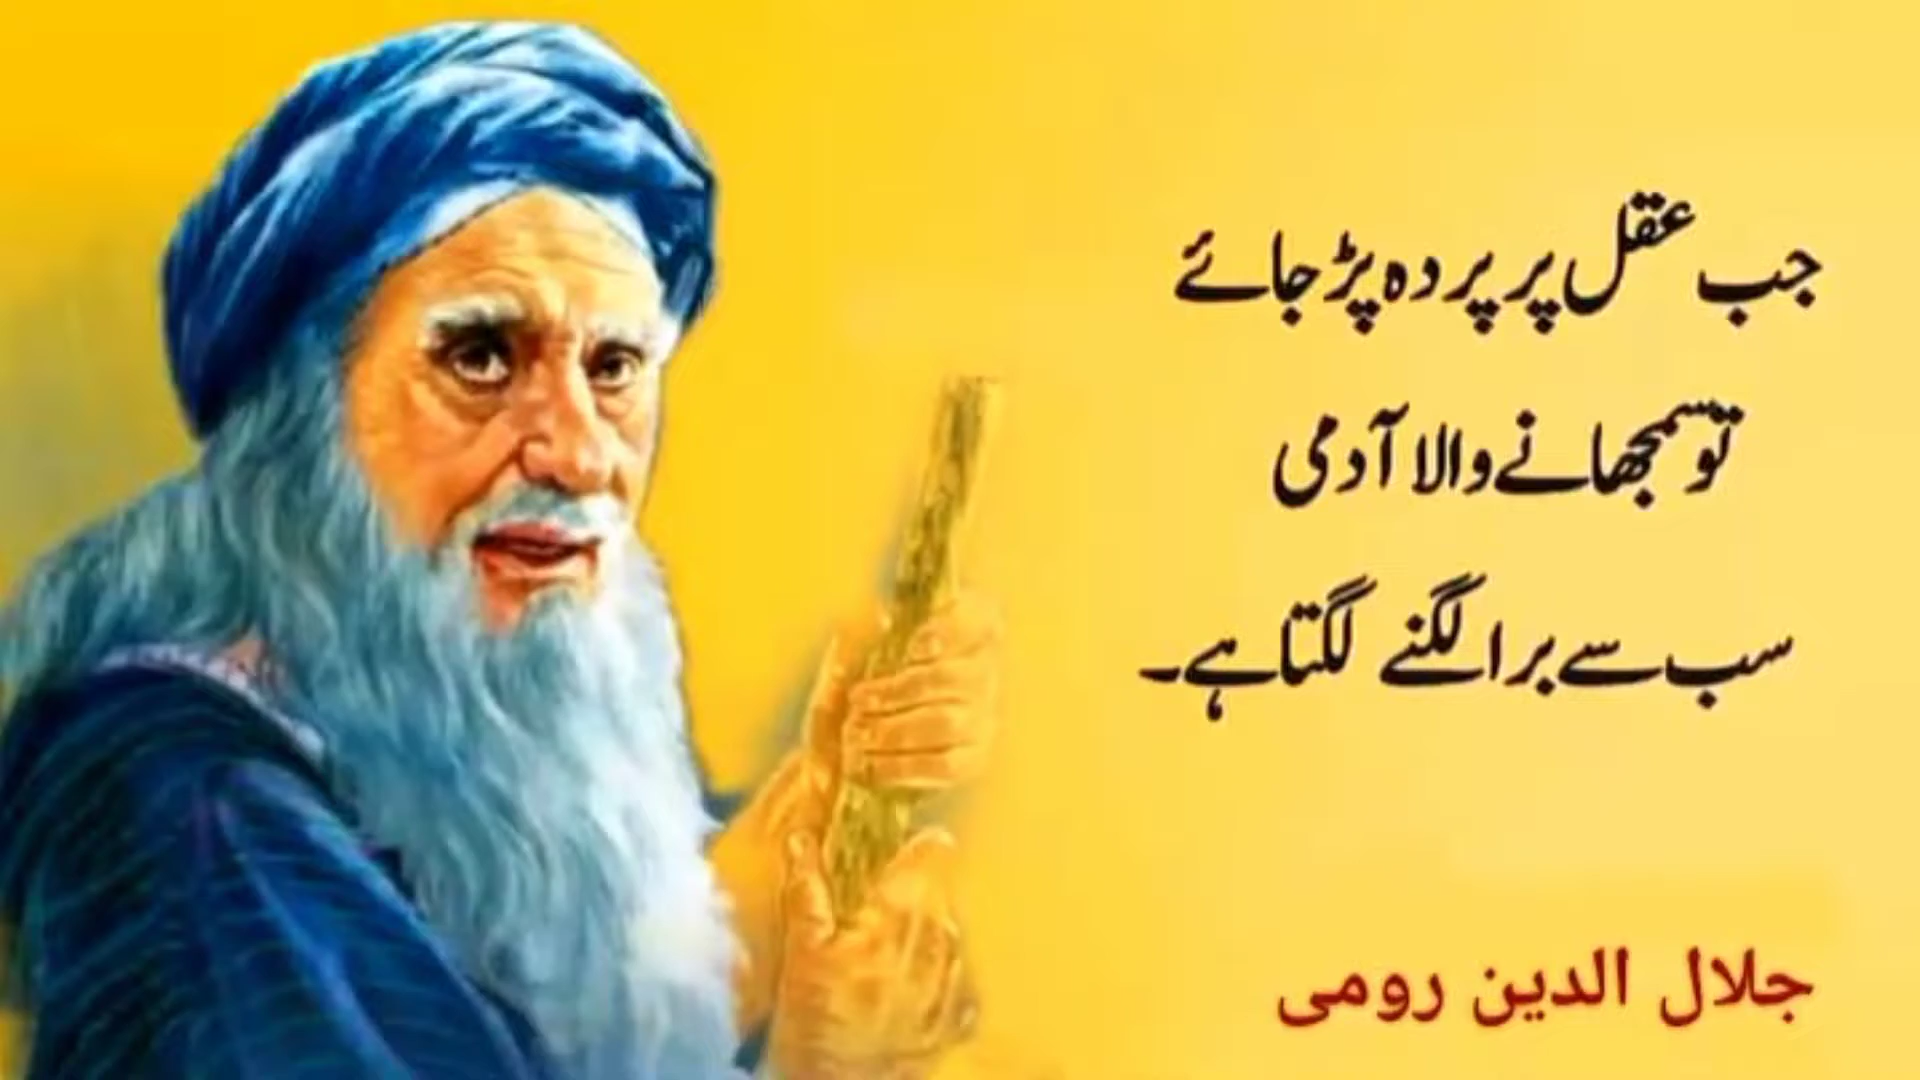 جب عقل پر پردہ پڑ جائے
تو سمجھانے والا آدمی
سب سے برا لگنے لگتا ہے۔
جلال الدین رومی